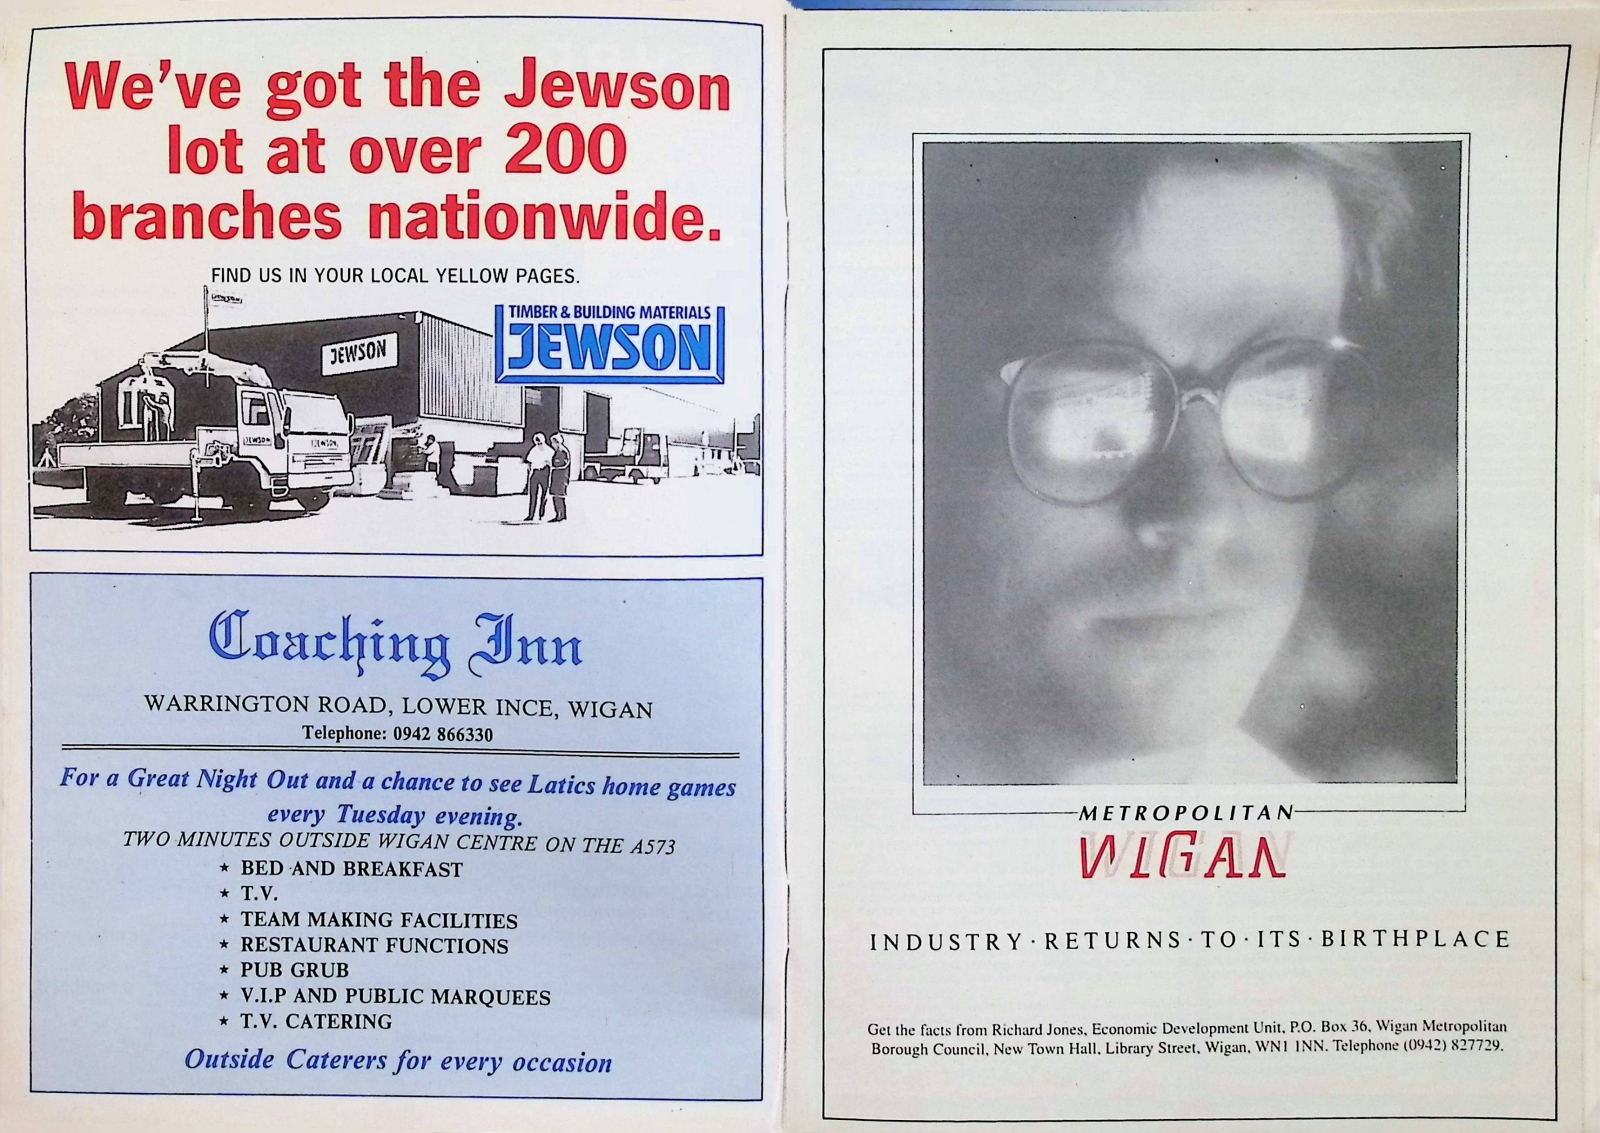 We've got the Jewson
lot at over 200
branches nationwide.
FIND US IN YOUR LOCAL YELLOW PAGES.
JEWSON
TIMBER & BUILDING MATERIALS
JEWSON
JEWSON
JEWSON
JEWSON
Coaching Inn
WARRINGTON ROAD, LOWER INCE, WIGAN
Telephone: 0942 866330
For a Great Night Out and a chance to see Latics home games
every Tuesday evening.
TWO MINUTES OUTSIDE WIGAN CENTRE ON THE A573
★ BED AND BREAKFAST
★ T.V.
★ TEAM MAKING FACILITIES
★ RESTAURANT FUNCTIONS
★ PUB GRUB
★ V.I.P AND PUBLIC MARQUEES
★ T.V. CATERING
Outside Caterers for every occasion
METROPOLITAN
WIGAN
INDUSTRY · RETURNS · TO · ITS · BIRTHPLACE
Get the facts from Richard Jones, Economic Development Unit, P.O. Box 36, Wigan Metropolitan
Borough Council, New Town Hall, Library Street, Wigan, WN1 1NN. Telephone (0942) 827729.